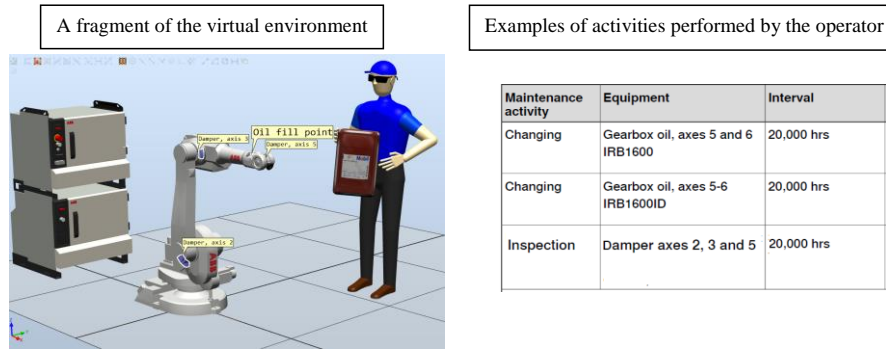 A fragment of the virtual environment
Examples of activities performed by the operator
Damper, axis 3
Oil fill point
Damper, axis 5
Damper, axis 2
ABB
Maintenance activity
Equipment
Interval
Changing
Gearbox oil, axes 5 and 6
IRB1600
20,000 hrs
Changing
Gearbox oil, axes 5-6
IRB1600ID
20,000 hrs
Inspection
Damper axes 2, 3 and 5
20,000 hrs